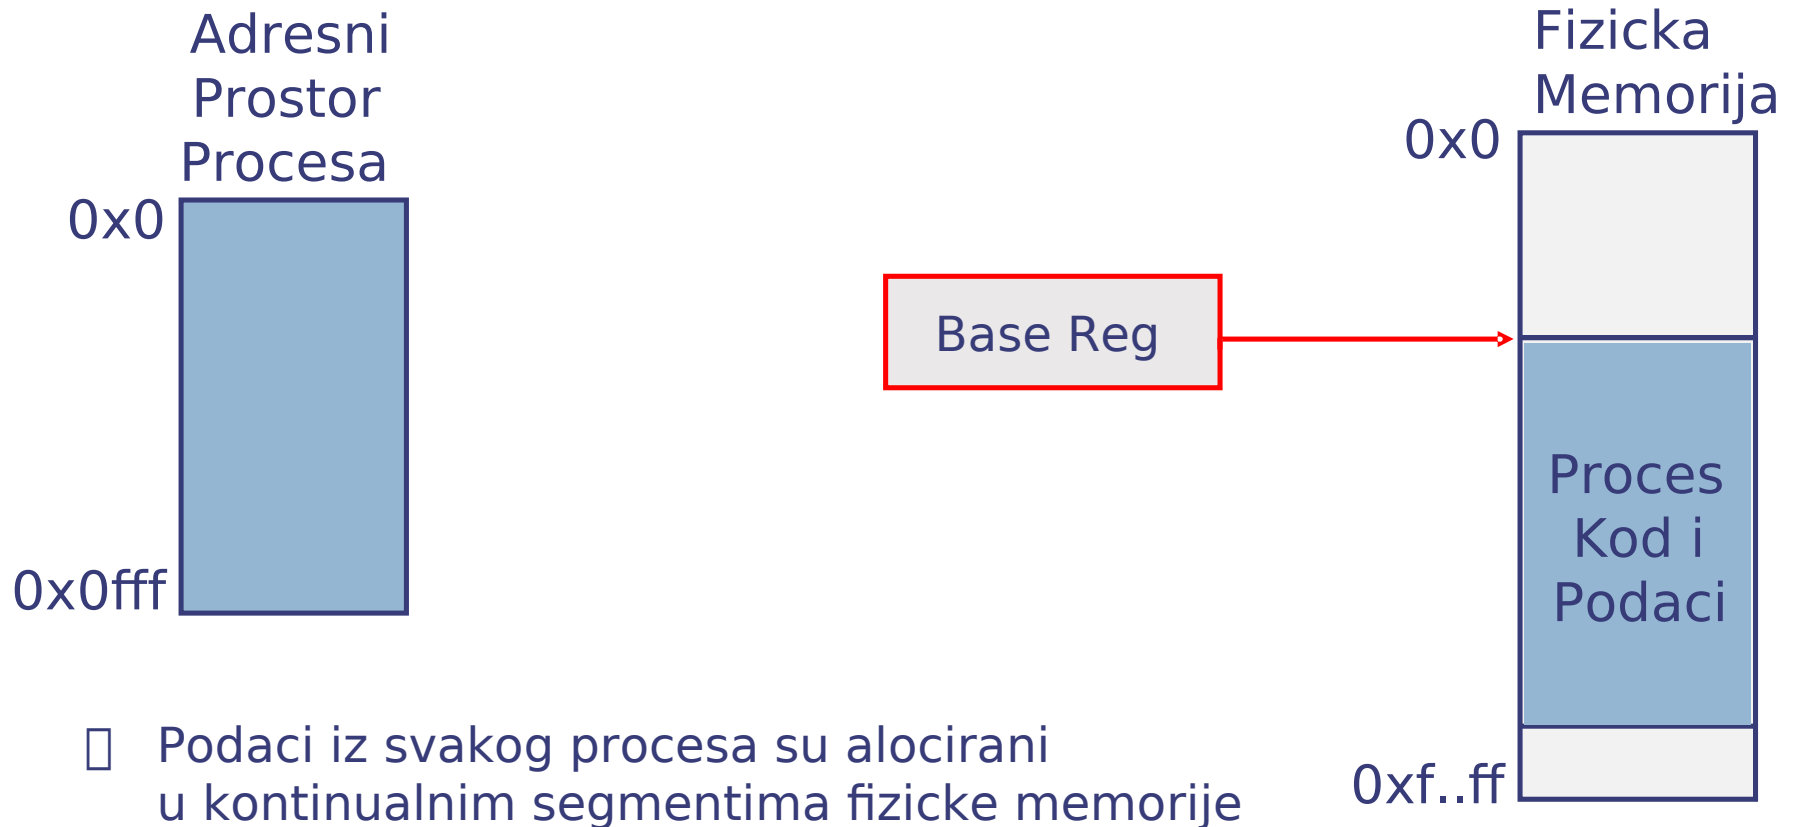 Adresni
Prostor
Procesa
0x0
0x0fff
Base Reg
Fizicka
Memorija
0x0
Proces
Kod i
Podaci
0xf..ff
Podaci iz svakog procesa su alocirani
u kontinualnim segmentima fizicke memorije